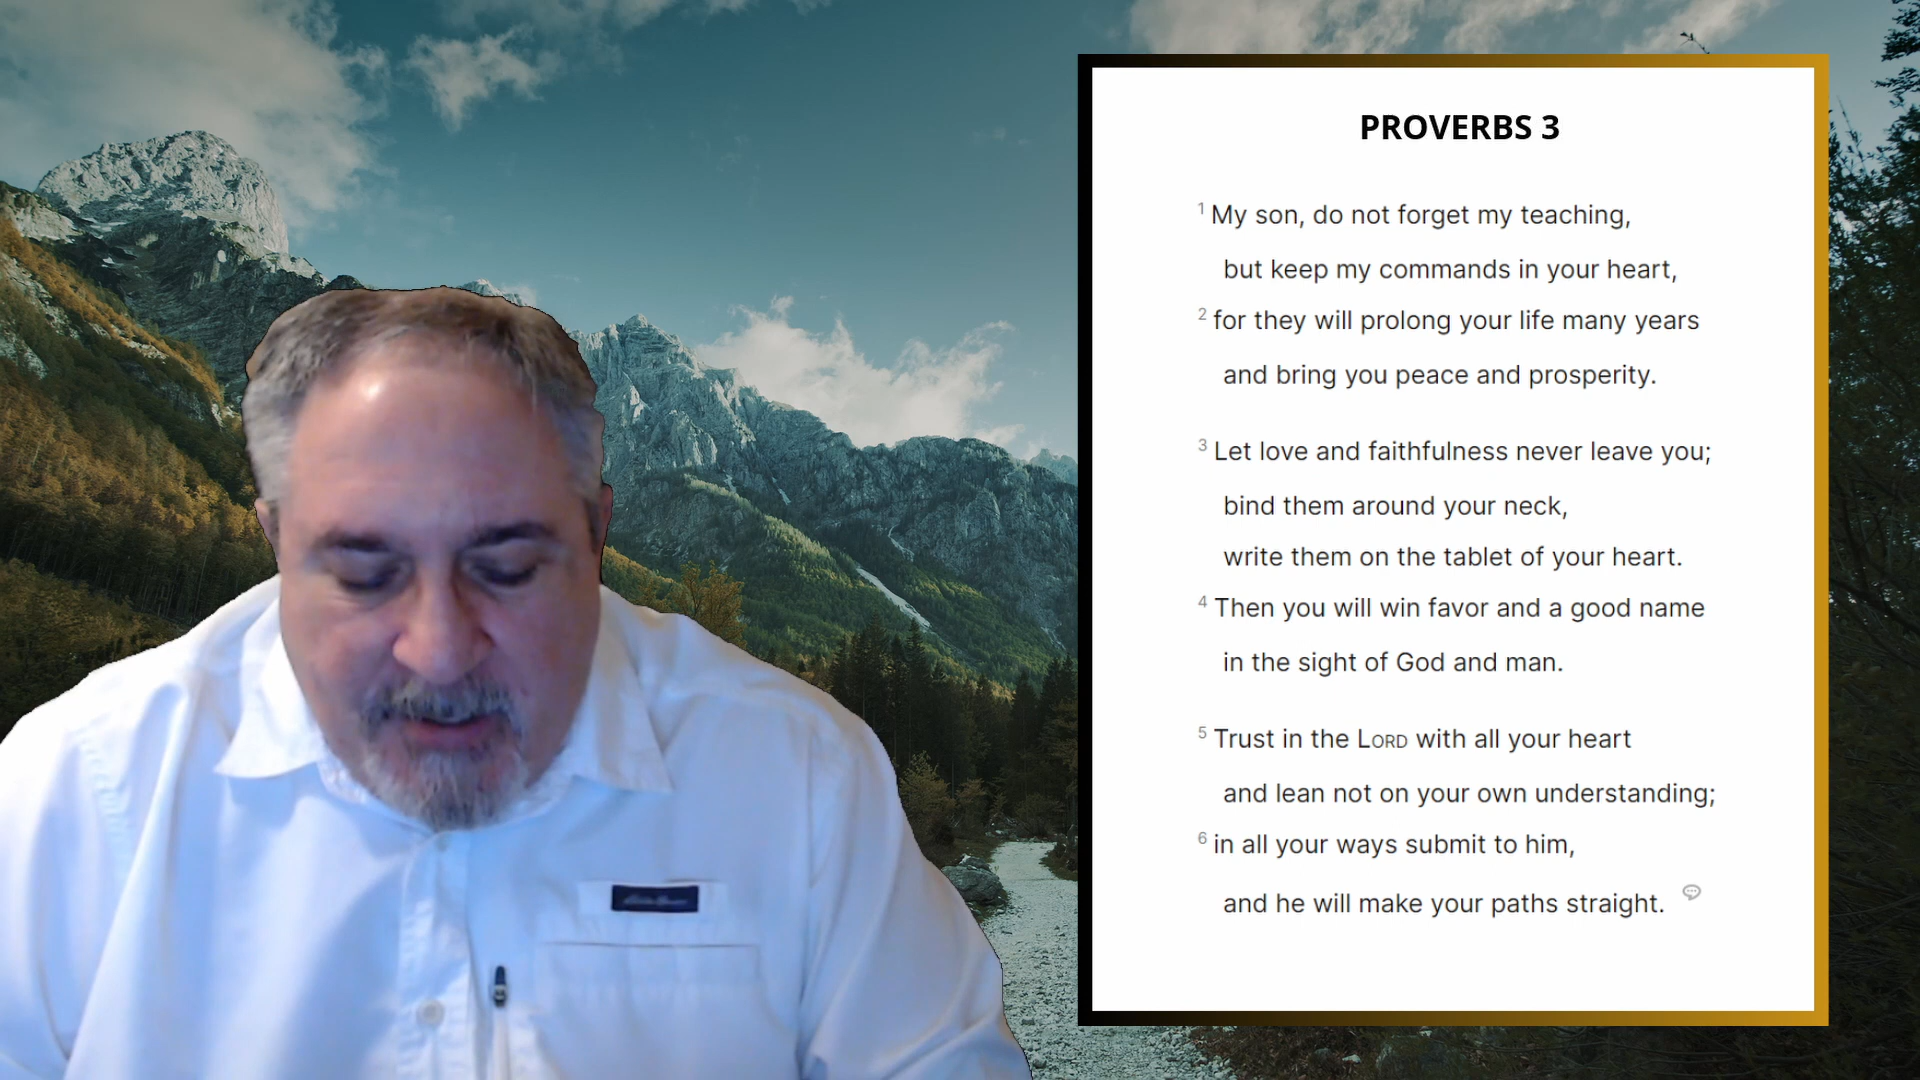 PROVERBS 3
1 My son, do not forget my teaching,
but keep my commands in your heart,
2 for they will prolong your life many years
and bring you peace and prosperity.
3 Let love and faithfulness never leave you;
bind them around your neck,
write them on the tablet of your heart.
4 Then you will win favor and a good name
in the sight of God and man.
5 Trust in the LORD with all your heart
and lean not on your own understanding;
6 in all your ways submit to him,
and he will make your paths straight.